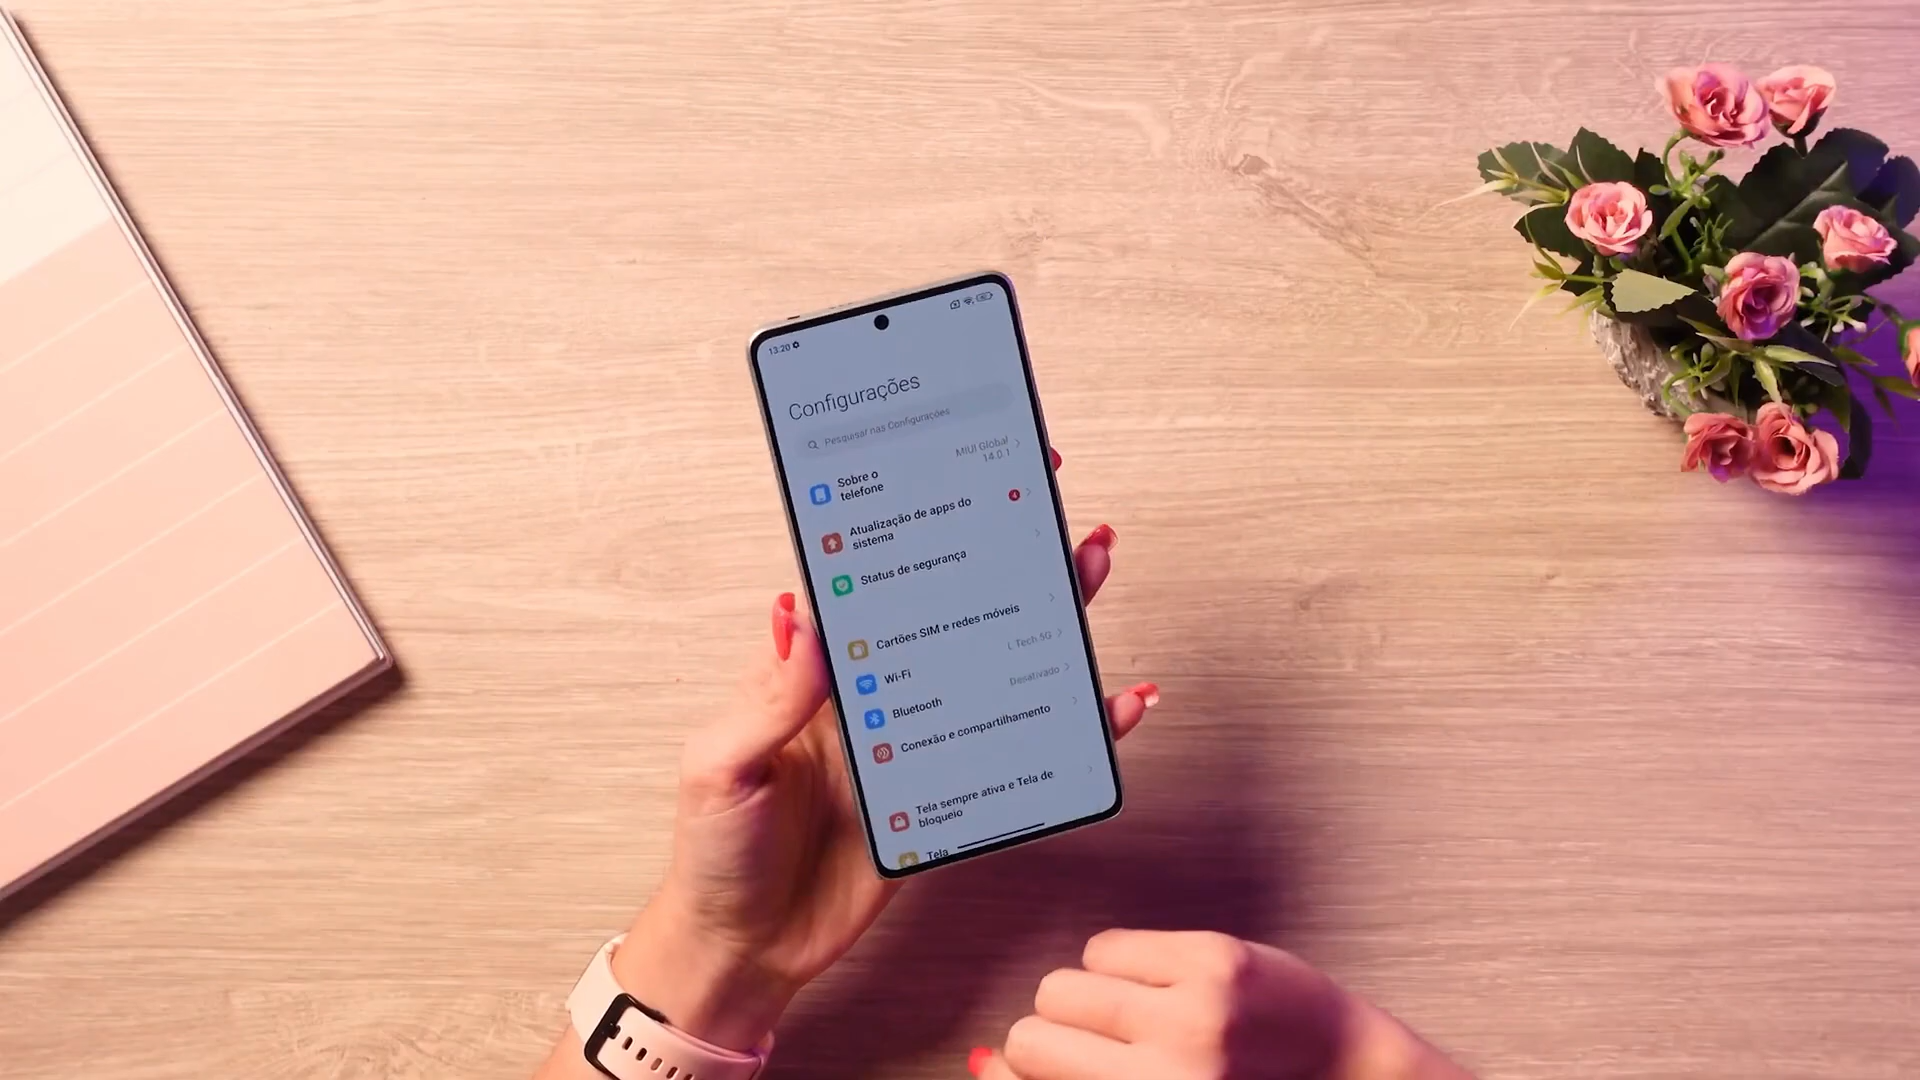 13:20
Configurações
Pesquisar nas Configurações
Sobre o
telefone
MIUI Global
14.0.1
Atualização de apps do
sistema
4
Status de segurança
Cartões SIM e redes móveis
Wi-Fi
L Tech 5G
Bluetooth
Desativado
Conexão e compartilhamento
Tela sempre ativa e Tela de
bloqueio
Tela